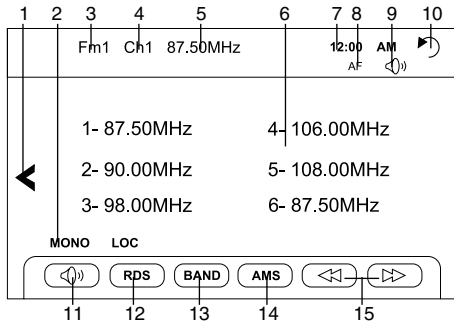 1 2 3 4 5 6 7 8 9 10
Fm1 Ch1 87.50MHz 12:00 AM
AF
1- 87.50MHz 4- 106.00MHz
2- 90.00MHz 5- 108.00MHz
3- 98.00MHz 6- 87.50MHz
MONO LOC
RDS BAND AMS
11 12 13 14 15